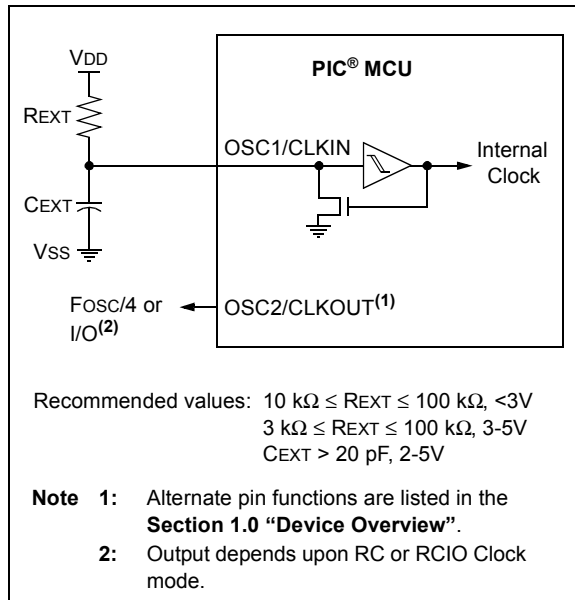 VDD
PIC® MCU
REXT
OSC1/CLKIN
Internal
Clock
CEXT
VSS
FOSC/4 or
I/O(2)
OSC2/CLKOUT(1)
Recommended values: 10 kΩ ≤ REXT ≤ 100 kΩ, <3V
3 kΩ ≤ REXT ≤ 100 kΩ, 3-5V
CEXT > 20 pF, 2-5V
Note 1: Alternate pin functions are listed in the
Section 1.0 “Device Overview”.
2: Output depends upon RC or RCIO Clock
mode.